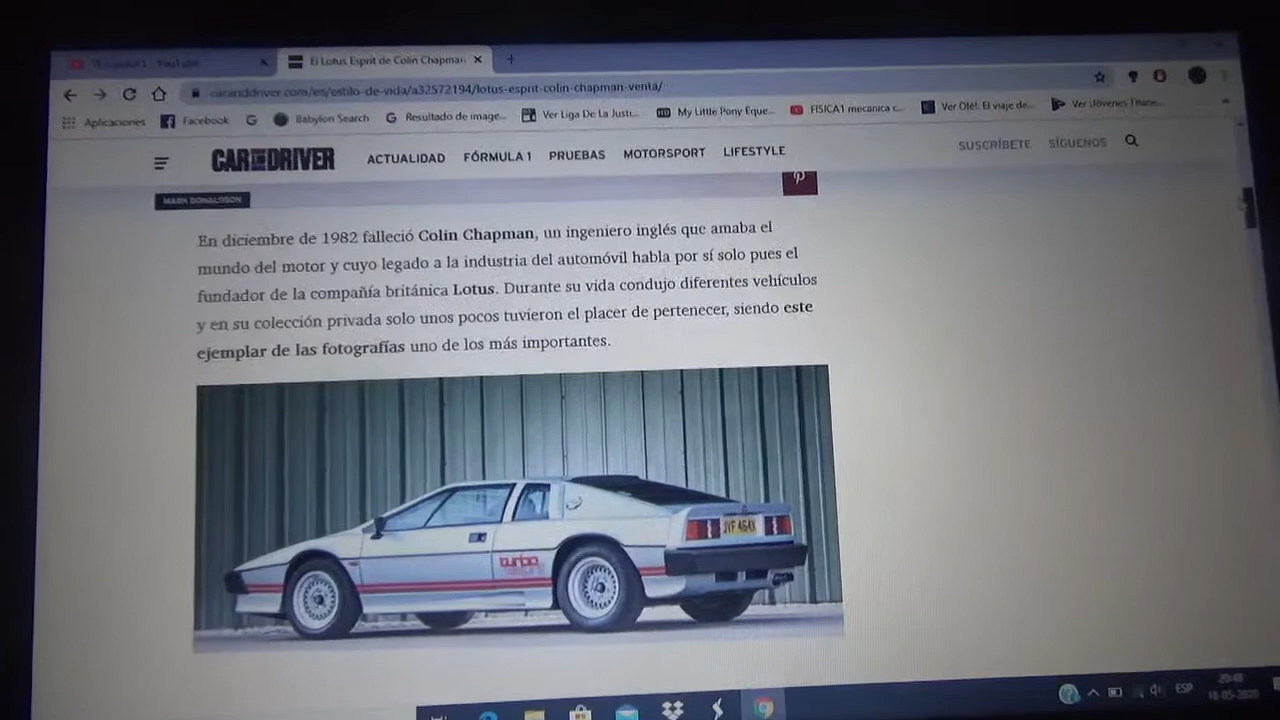 YouTube
El Lotus Esprit de Colin Chapman
caranddriver.com/es/estilo-de-vida/a32572194/lotus-esprit-colin-chapman-venta/
Aplicaciones Facebook Babylon Search Resultado de image... Ver Liga De La Justi... My Little Pony Eque... FISICA1 mecanica c... Ver Olé!. El viaje de... Ver ¡Jóvenes Titane...
CAR AND DRIVER ACTUALIDAD FÓRMULA 1 PRUEBAS MOTORSPORT LIFESTYLE SUSCRÍBETE SÍGUENOS
MARK DONALDSON
En diciembre de 1982 falleció Colin Chapman, un ingeniero inglés que amaba el
mundo del motor y cuyo legado a la industria del automóvil habla por sí solo pues el
fundador de la compañía británica Lotus. Durante su vida condujo diferentes vehículos
y en su colección privada solo unos pocos tuvieron el placer de pertenecer, siendo este
ejemplar de las fotografías uno de los más importantes.
JYF 464X
turbo
ESP
20:48
18-05-2020